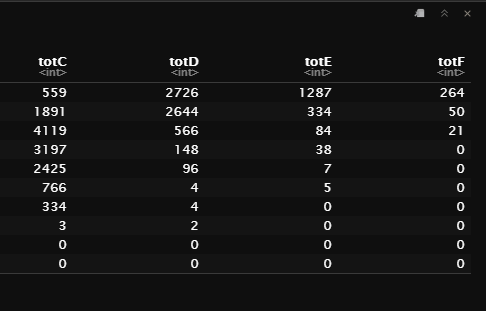 totC totD totE totF
<int> <int> <int> <int>
559 2726 1287 264
1891 2644 334 50
4119 566 84 21
3197 148 38 0
2425 96 7 0
766 4 5 0
334 4 0 0
3 2 0 0
0 0 0 0
0 0 0 0